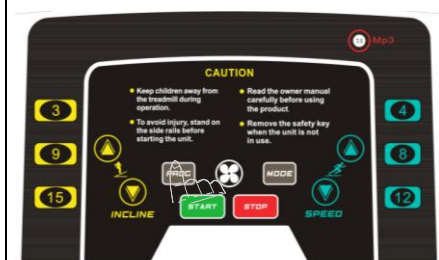 Mp3
CAUTION
• Keep children away from
the treadmill during
operation.
• To avoid injury, stand on
the side rails before
starting the unit.
• Read the owner manual
carefully before using
the product.
• Remove the safety key
when the unit is not
in use.
3
9
15
4
8
12
PROG
MODE
START
STOP
INCLINE
SPEED